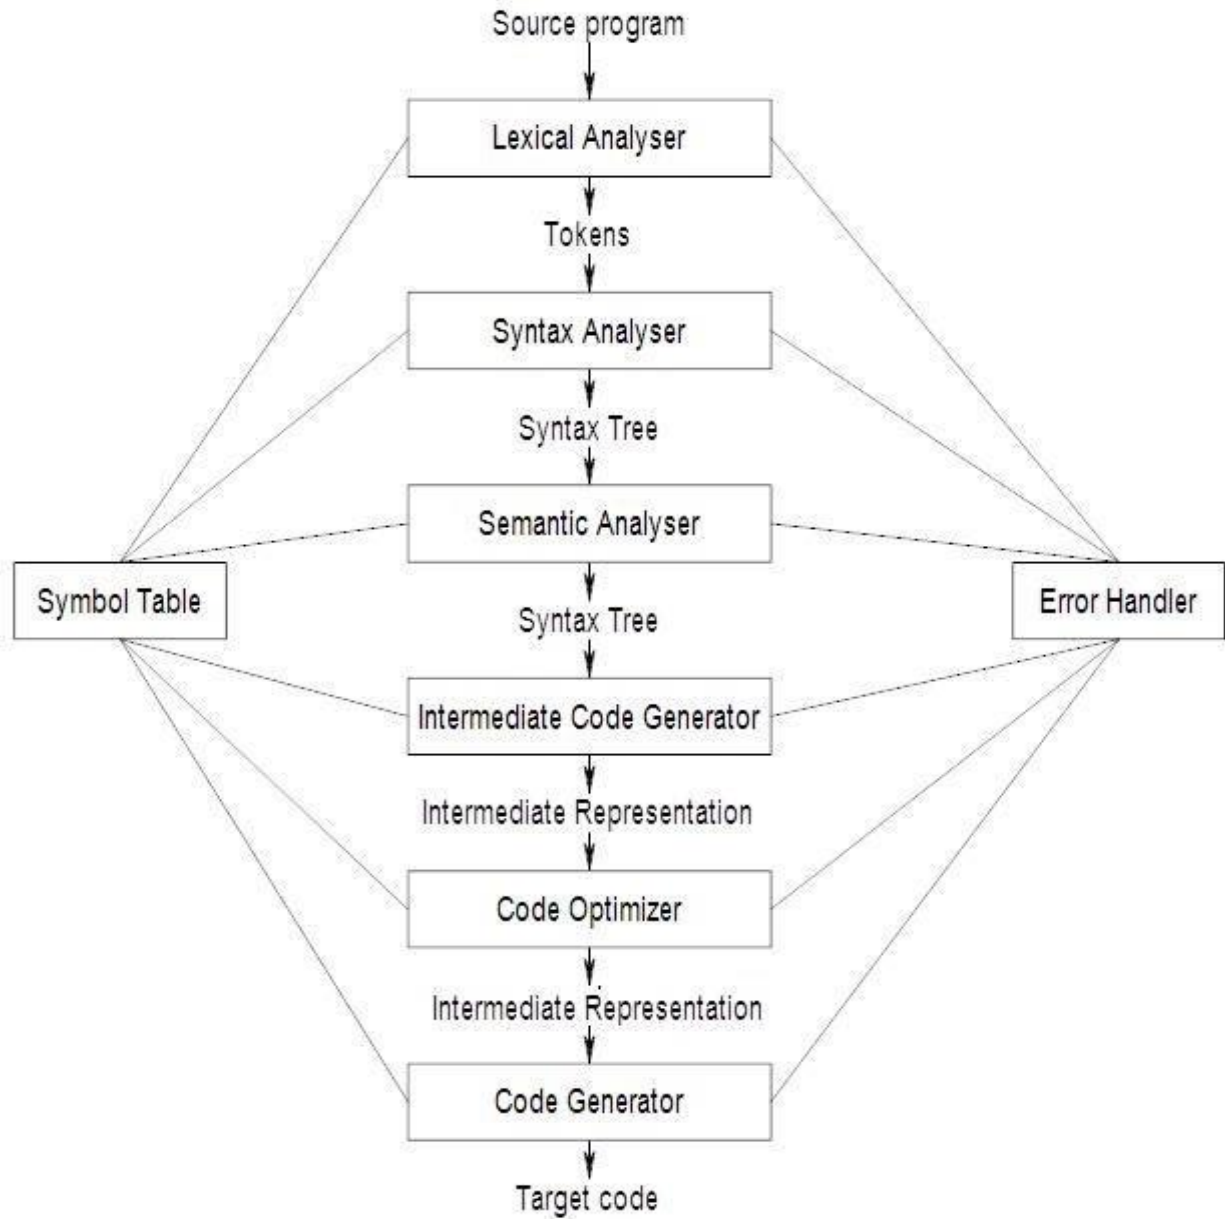 Source program
Lexical Analyser
Tokens
Syntax Analyser
Syntax Tree
Semantic Analyser
Symbol Table
Error Handler
Syntax Tree
Intermediate Code Generator
Intermediate Representation
Code Optimizer
Intermediate Representation
Code Generator
Target code